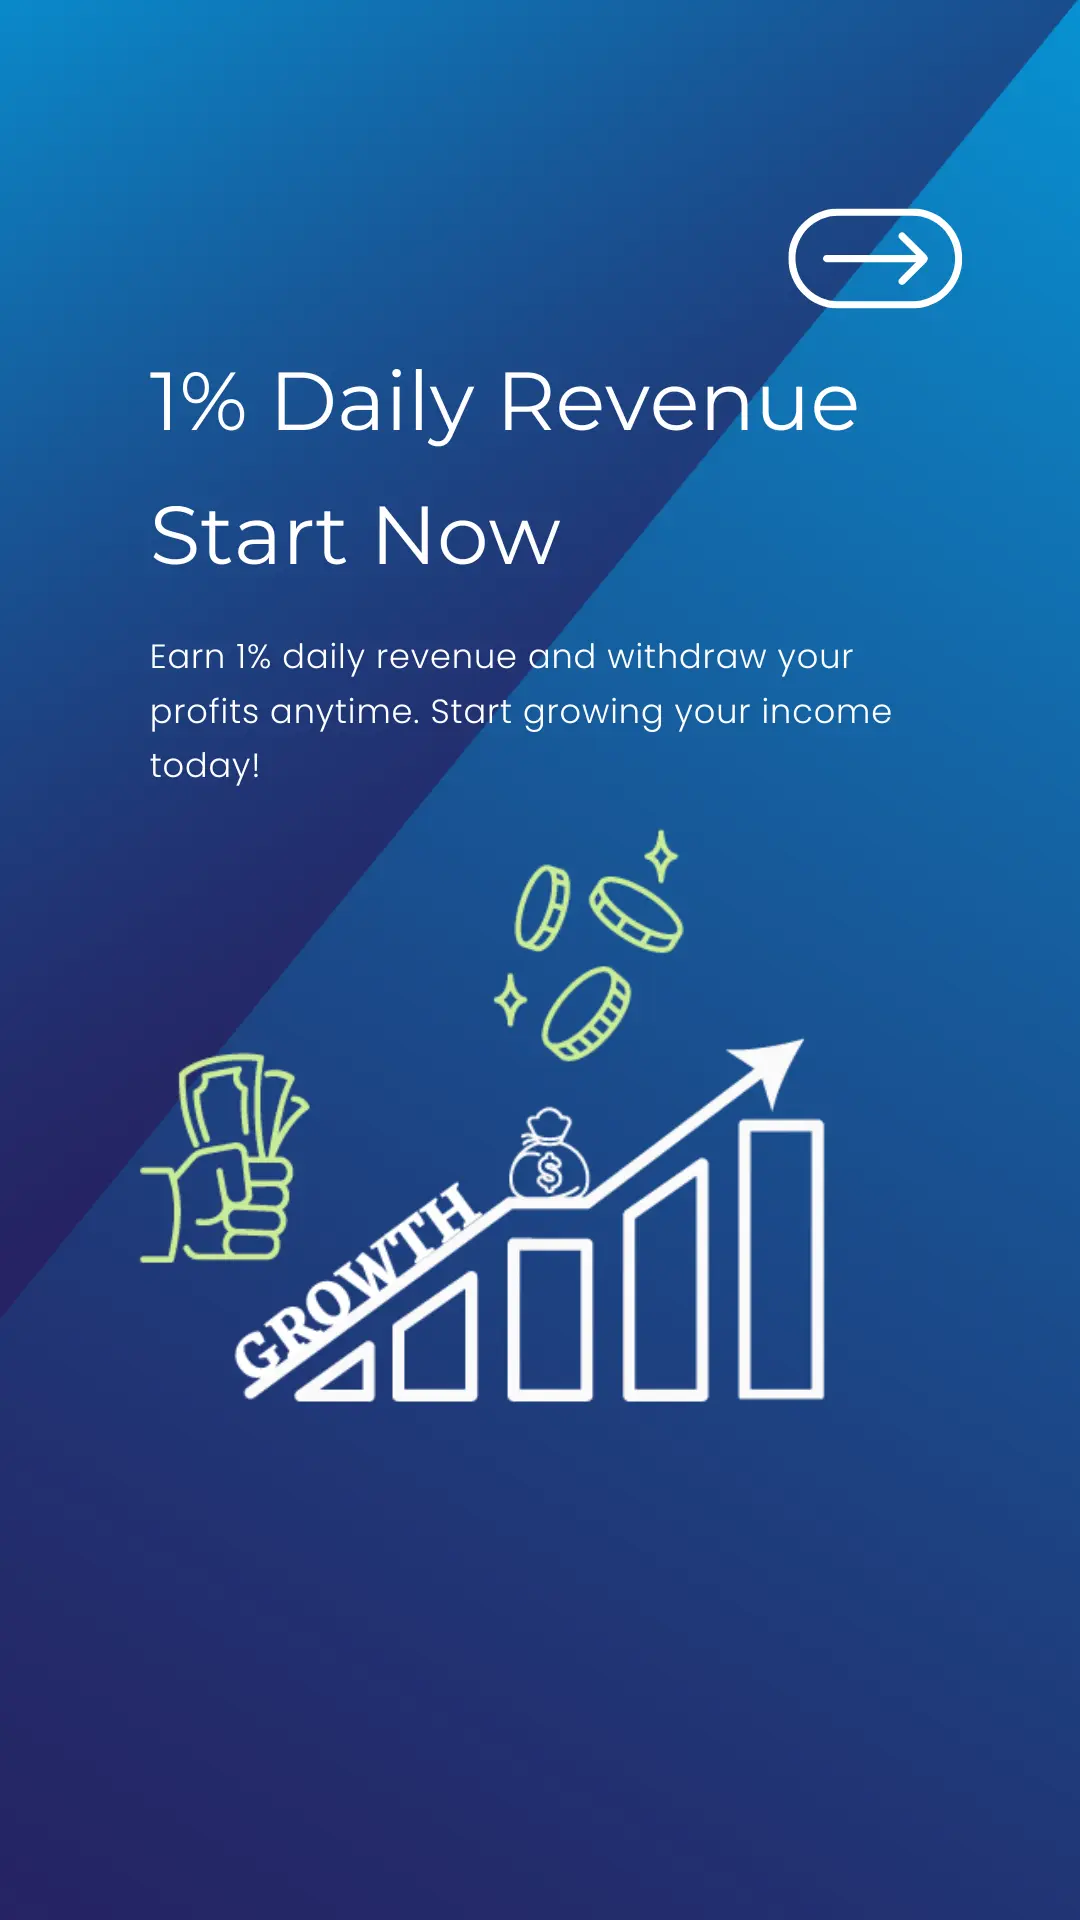 1% Daily Revenue
Start Now
Earn 1% daily revenue and withdraw your
profits anytime. Start growing your income
today!
$
GROWTH